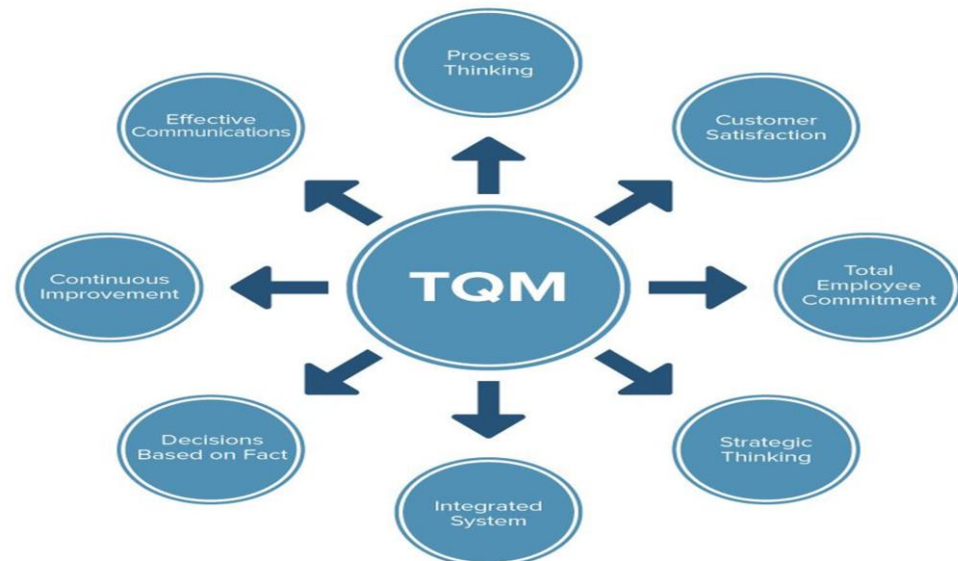 Process
Thinking
Customer
Satisfaction
Total
Employee
Commitment
Strategic
Thinking
Integrated
System
Decisions
Based on Fact
Continuous
Improvement
Effective
Communications
TQM